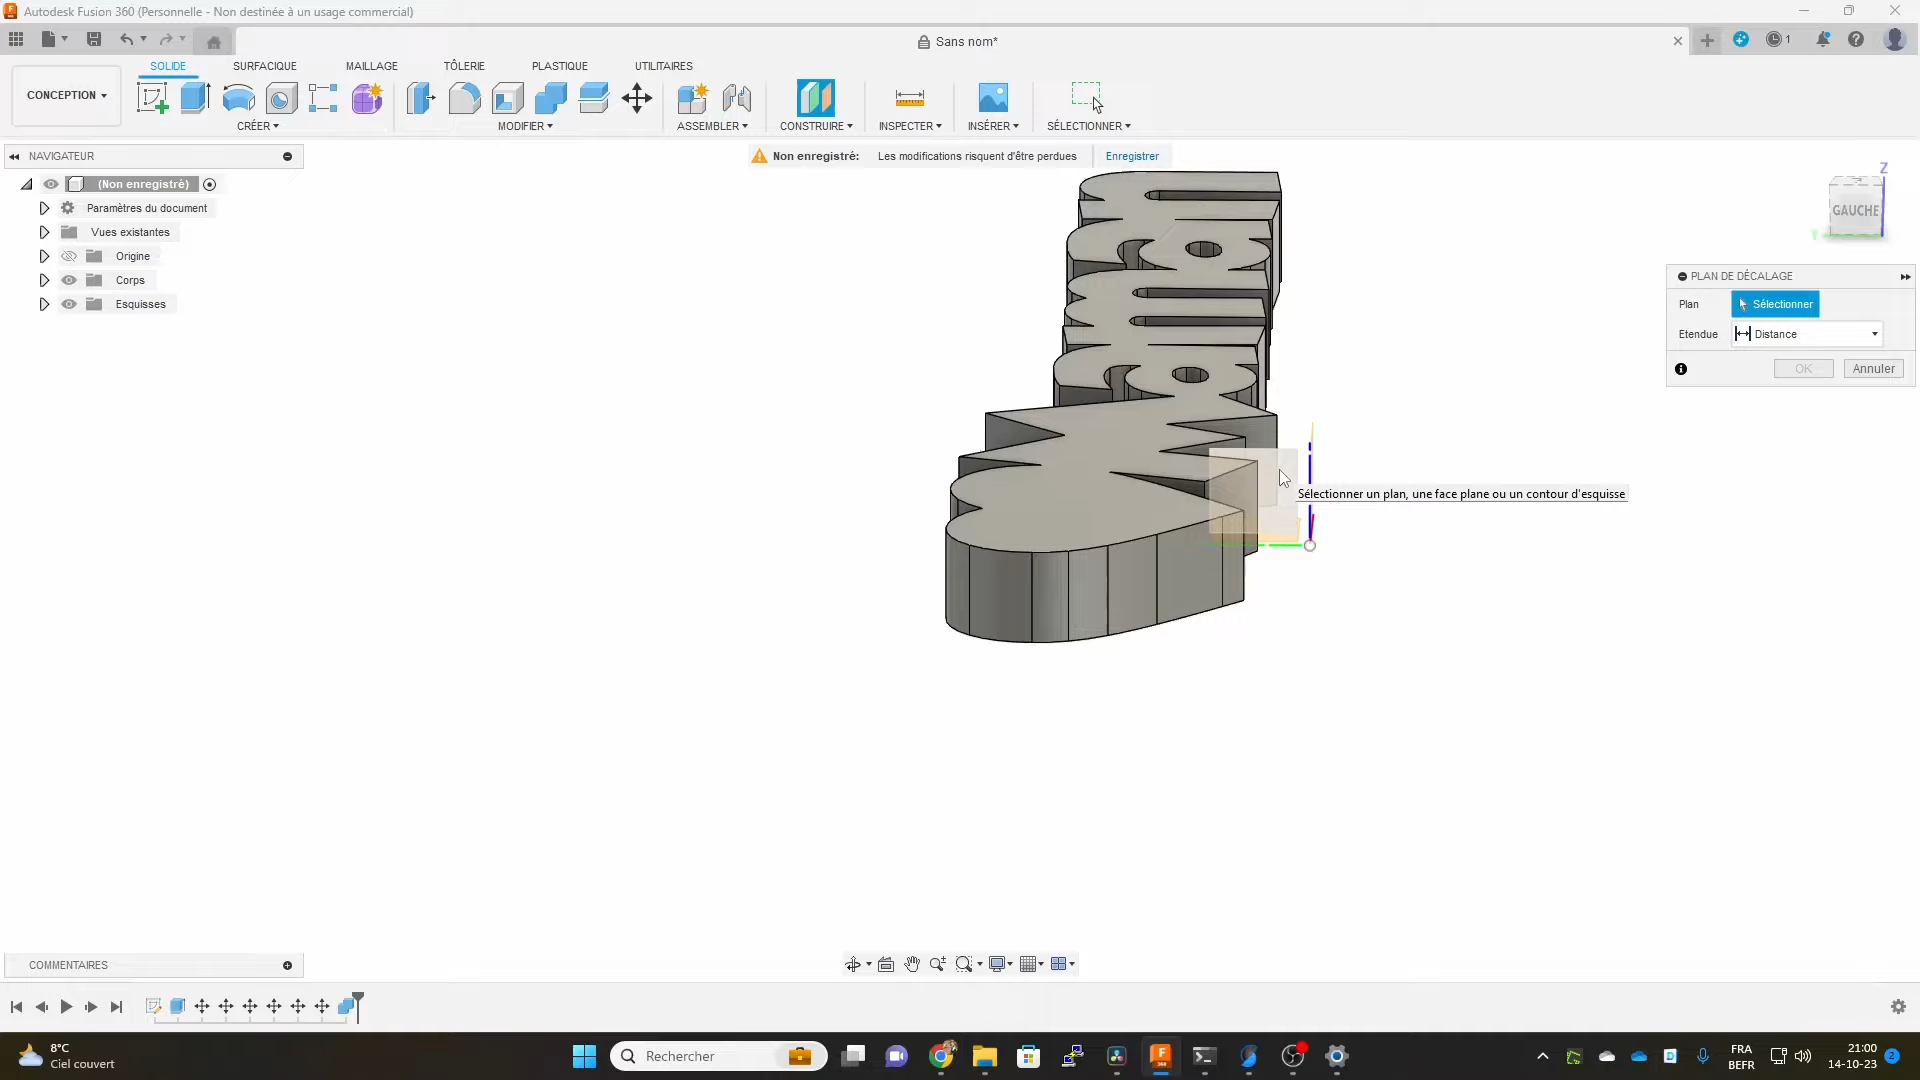 Autodesk Fusion 360 (Personnelle - Non destinée à un usage commercial)
Sans nom*
1
CONCEPTION
SOLIDE
SURFACIQUE
MAILLAGE
TÔLERIE
PLASTIQUE
UTILITAIRES
CRÉER
MODIFIER
ASSEMBLER
CONSTRUIRE
INSPECTER
INSÉRER
SÉLECTIONNER
NAVIGATEUR
Non enregistré: Les modifications risquent d'être perdues Enregistrer
(Non enregistré)
Paramètres du document
Vues existantes
Origine
Corps
Esquisses
Z
GAUCHE
Y
PLAN DE DÉCALAGE
Plan Sélectionner
Etendue Distance
OK Annuler
Sélectionner un plan, une face plane ou un contour d'esquisse
COMMENTAIRES
8°C
Ciel couvert
Rechercher
FRA
BEFR
21:00
14-10-23
2